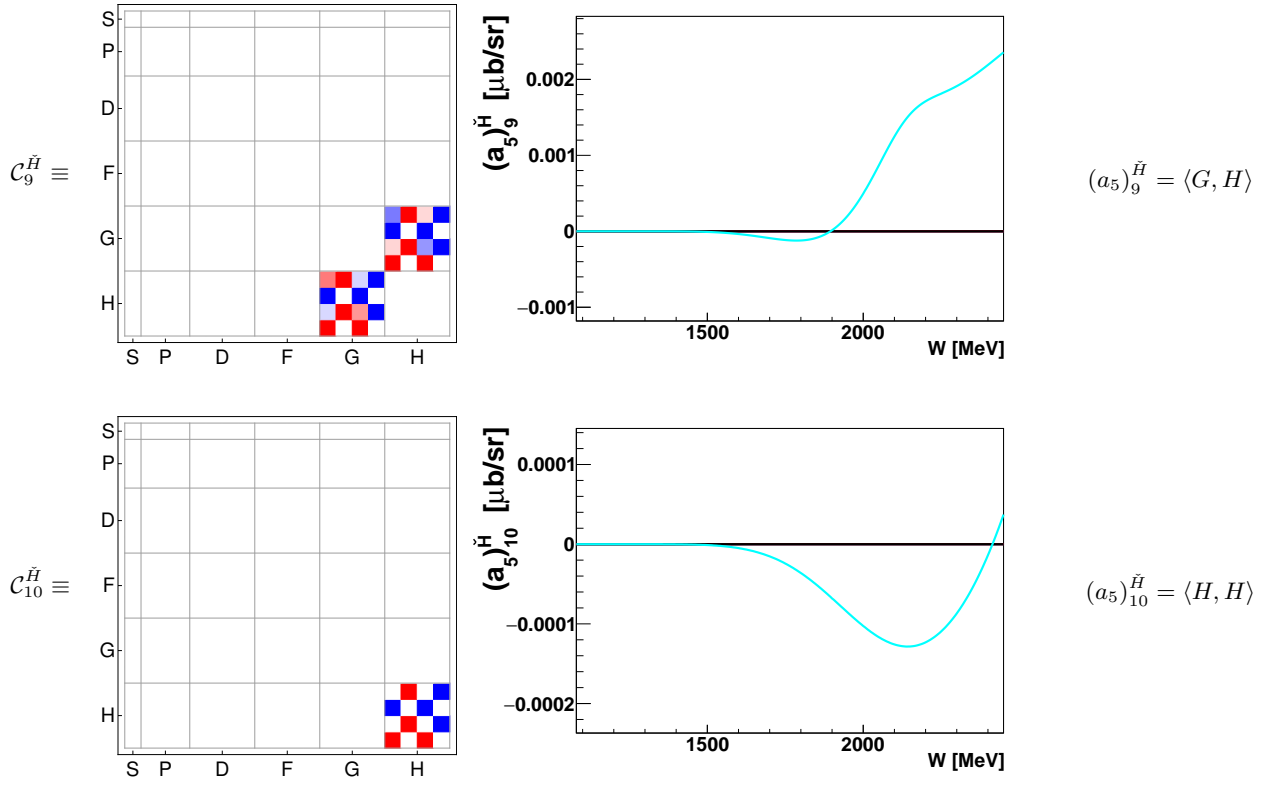 S
P
D
F
G
H
S P D F G H
𝒞₉^Ȟ ≡
(a₅)₉^Ȟ [μb/sr]
0.002
0.001
0
−0.001
1500 2000
W [MeV]
(a₅)₉^Ȟ = ⟨G, H⟩
S
P
D
F
G
H
S P D F G H
𝒞₁₀^Ȟ ≡
(a₅)₁₀^Ȟ [μb/sr]
0.0001
0
−0.0001
−0.0002
1500 2000
W [MeV]
(a₅)₁₀^Ȟ = ⟨H, H⟩